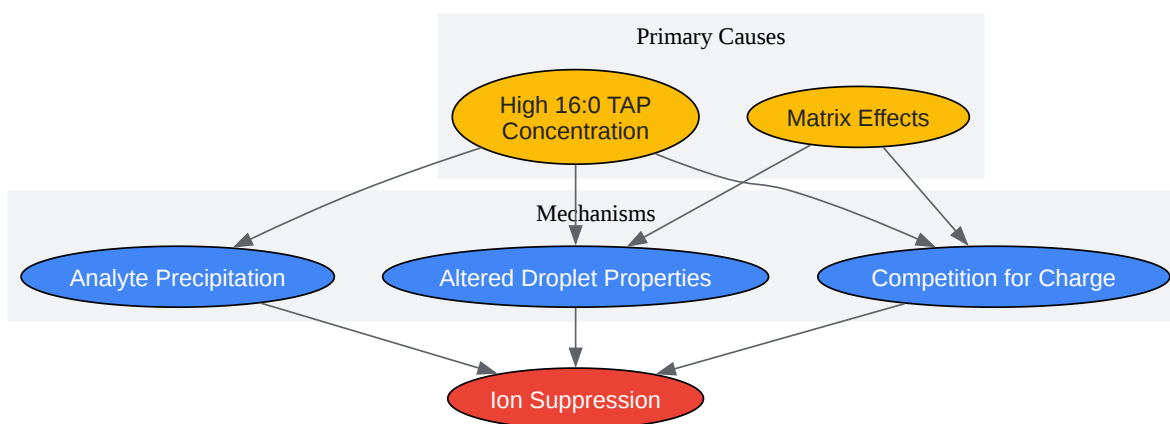 Primary Causes
High 16:0 TAP
Concentration
Matrix Effects
Mechanisms
Analyte Precipitation
Altered Droplet Properties
Competition for Charge
Ion Suppression